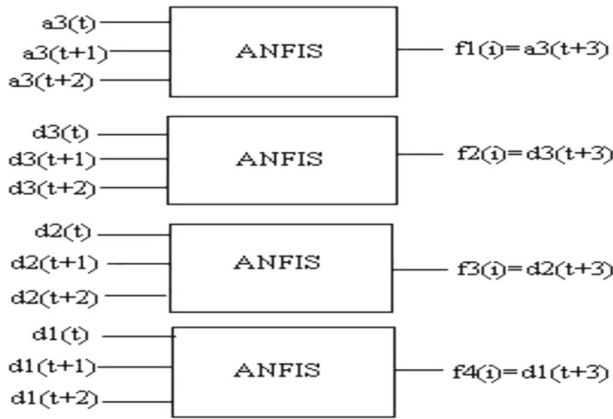 a3(t)
a3(t+1)
a3(t+2)
ANFIS
f1(i)=a3(t+3)
d3(t)
d3(t+1)
d3(t+2)
ANFIS
f2(i)=d3(t+3)
d2(t)
d2(t+1)
d2(t+2)
ANFIS
f3(i)=d2(t+3)
d1(t)
d1(t+1)
d1(t+2)
ANFIS
f4(i)=d1(t+3)